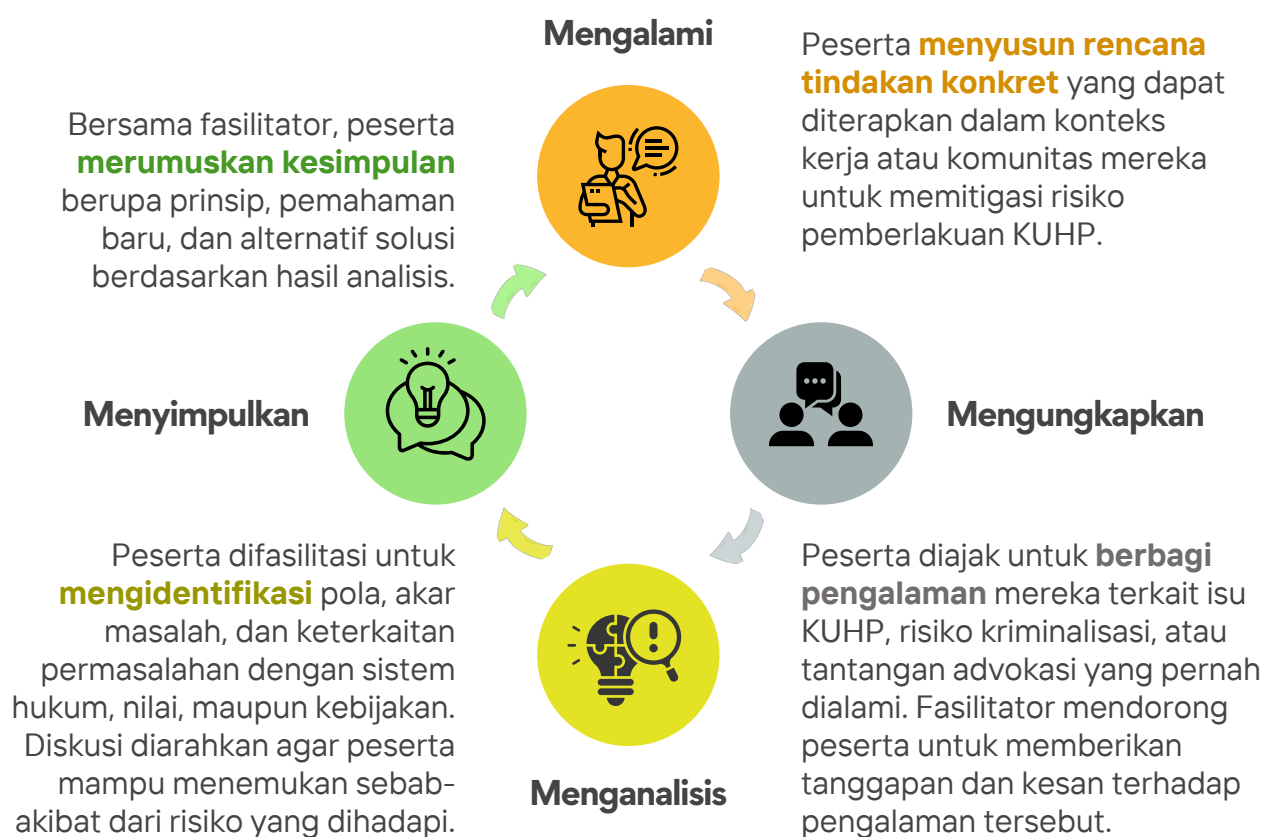 Mengalami
Peserta menyusun rencana
tindakan konkret yang dapat
diterapkan dalam konteks
kerja atau komunitas mereka
untuk memitigasi risiko
pemberlakuan KUHP.
Bersama fasilitator, peserta
merumuskan kesimpulan
berupa prinsip, pemahaman
baru, dan alternatif solusi
berdasarkan hasil analisis.
Menyimpulkan
Mengungkapkan
Peserta difasilitasi untuk
mengidentifikasi pola, akar
masalah, dan keterkaitan
permasalahan dengan sistem
hukum, nilai, maupun kebijakan.
Diskusi diarahkan agar peserta
mampu menemukan sebab-
akibat dari risiko yang dihadapi.
Menganalisis
Peserta diajak untuk berbagi
pengalaman mereka terkait isu
KUHP, risiko kriminalisasi, atau
tantangan advokasi yang pernah
dialami. Fasilitator mendorong
peserta untuk memberikan
tanggapan dan kesan terhadap
pengalaman tersebut.